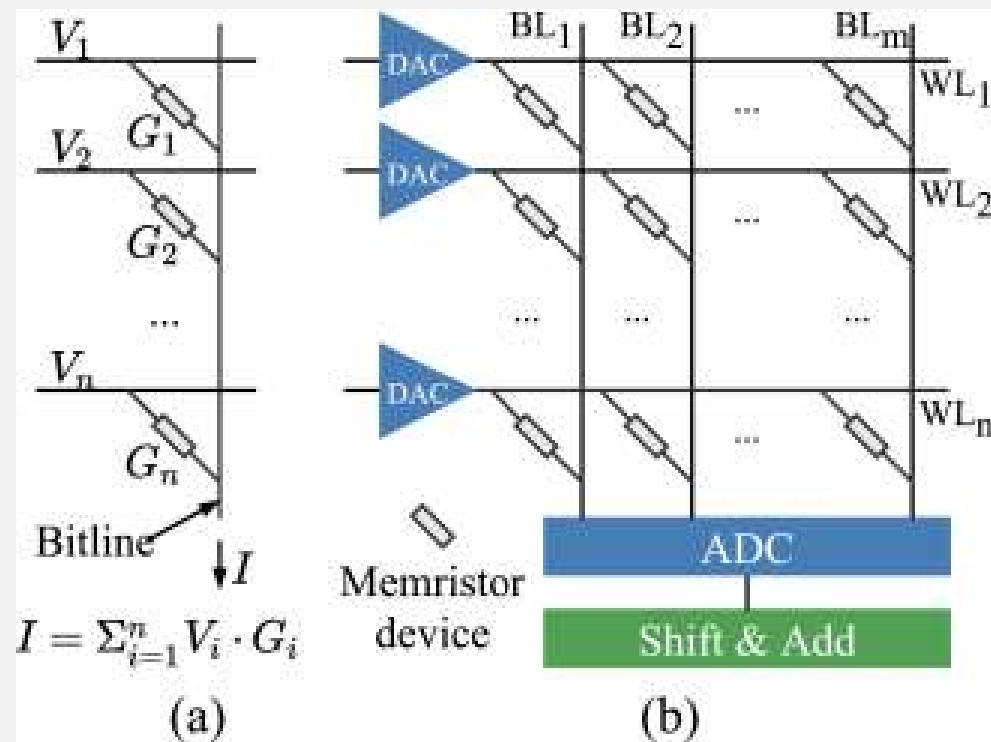 V₁
G₁
V₂
G₂
...
Vₙ
Gₙ
Bitline
I
I = Σⁿᵢ₌₁ Vᵢ · Gᵢ
(a)
BL₁ BL₂ BLₘ
DAC
WL₁
...
DAC
WL₂
...
... ... ...
DAC
WLₙ
...
Memristor
device
ADC
Shift & Add
(b)